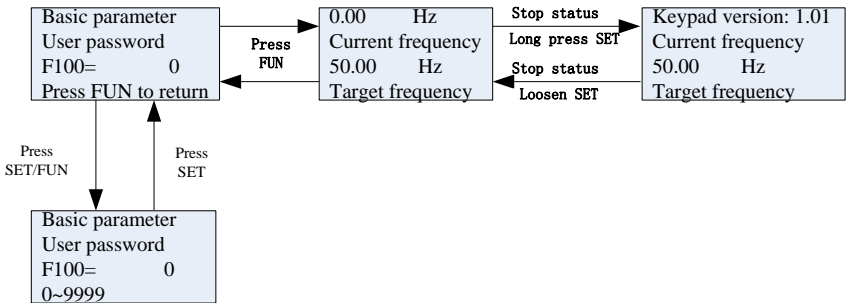 Basic parameter
User password
F100= 0
Press FUN to return
Press
FUN
0.00 Hz
Current frequency
50.00 Hz
Target frequency
Stop status
Long press SET
Stop status
Loosen SET
Keypad version: 1.01
Current frequency
50.00 Hz
Target frequency
Press
SET/FUN
Press
SET
Basic parameter
User password
F100= 0
0~9999